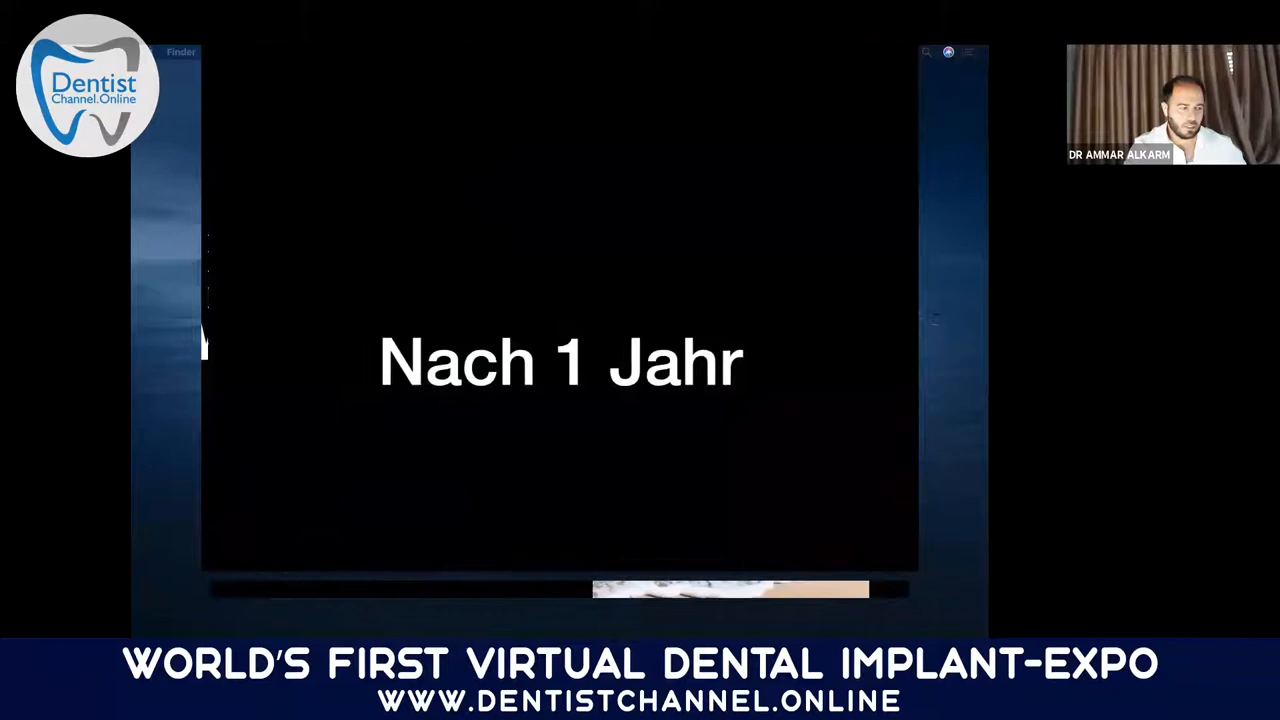 Dentist
Channel.Online
Finder
DR AMMAR ALKARM
Nach 1 Jahr
WORLD'S FIRST VIRTUAL DENTAL IMPLANT-EXPO
WWW.DENTISTCHANNEL.ONLINE